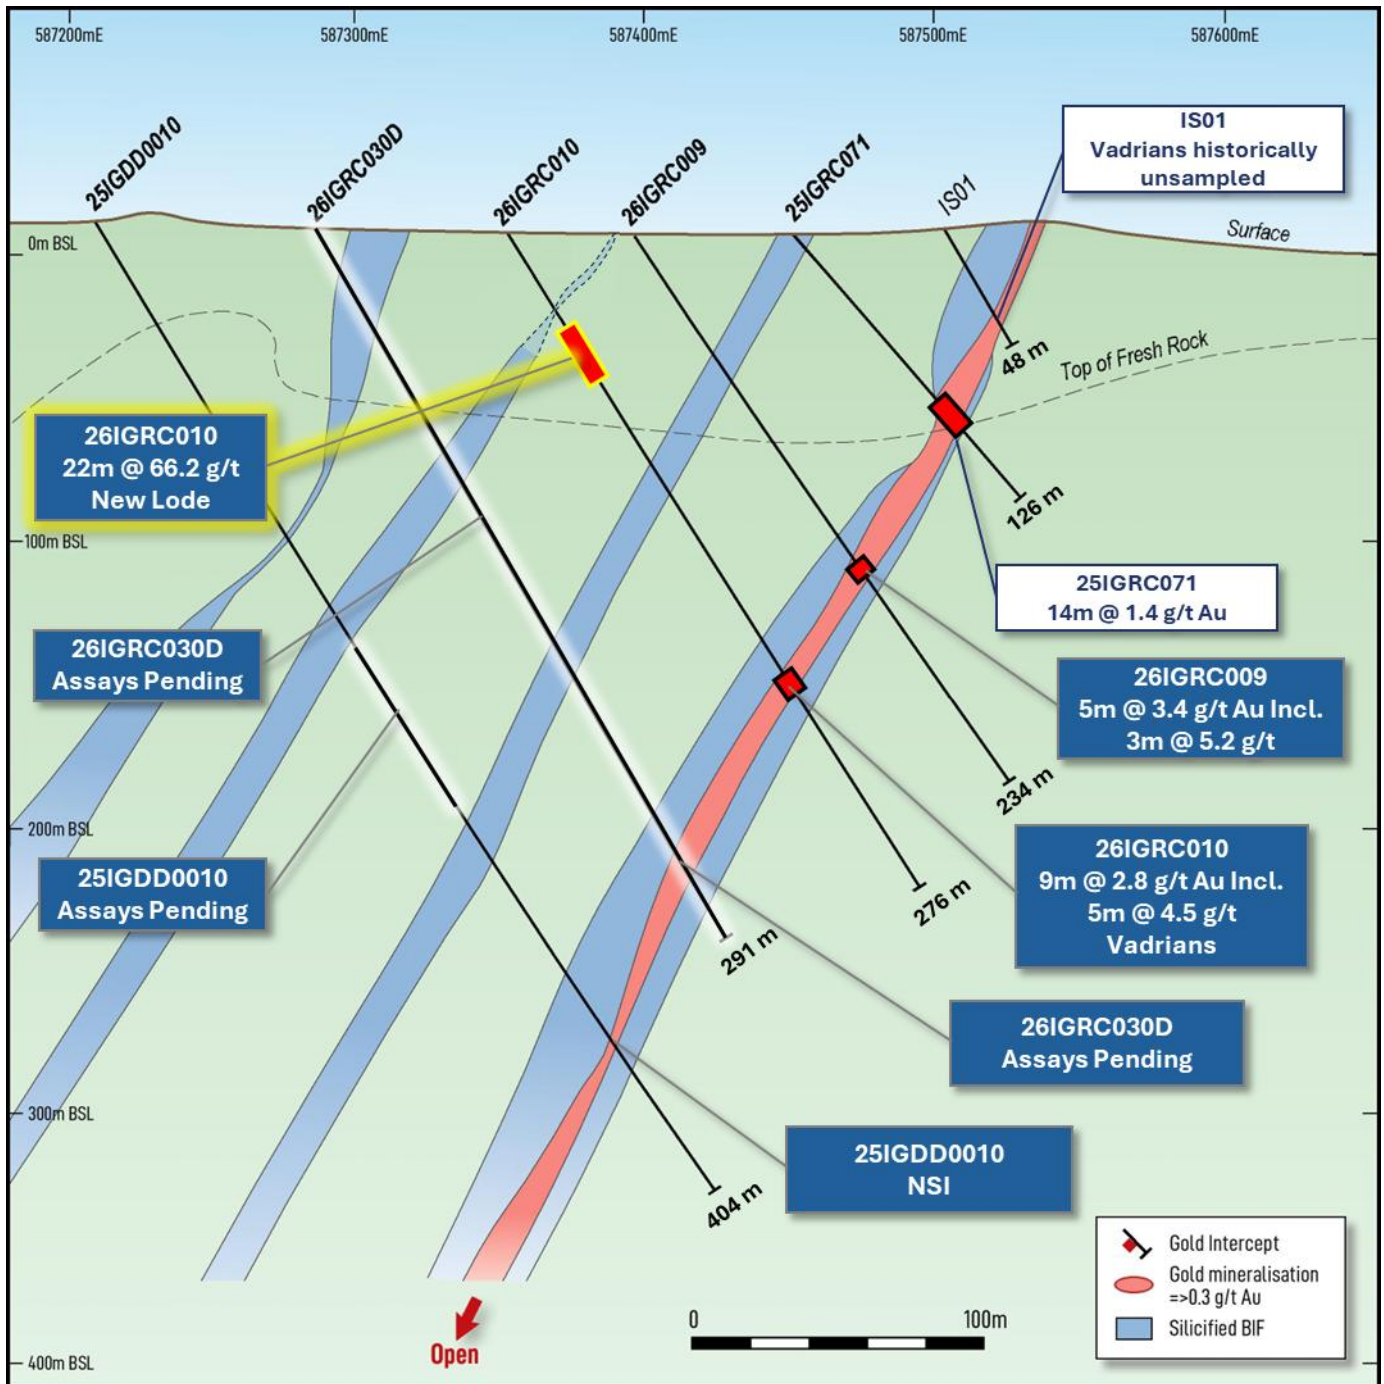 587200mE
587300mE
587400mE
587500mE
587600mE
25IGDD0010
26IGRC030D
26IGRC010
26IGRC009
25IGRC071
IS01
IS01
Vadrians historically
unsampled
Surface
0m BSL
48 m
Top of Fresh Rock
26IGRC010
22m @ 66.2 g/t
New Lode
126 m
100m BSL
25IGRC071
14m @ 1.4 g/t Au
26IGRC030D
Assays Pending
26IGRC009
5m @ 3.4 g/t Au Incl.
3m @ 5.2 g/t
234 m
200m BSL
26IGRC010
9m @ 2.8 g/t Au Incl.
5m @ 4.5 g/t
Vadrians
25IGDD0010
Assays Pending
276 m
291 m
26IGRC030D
Assays Pending
300m BSL
25IGDD0010
NSI
404 m
Gold Intercept
Gold mineralisation
=>0.3 g/t Au
Silicified BIF
0
100m
Open
400m BSL